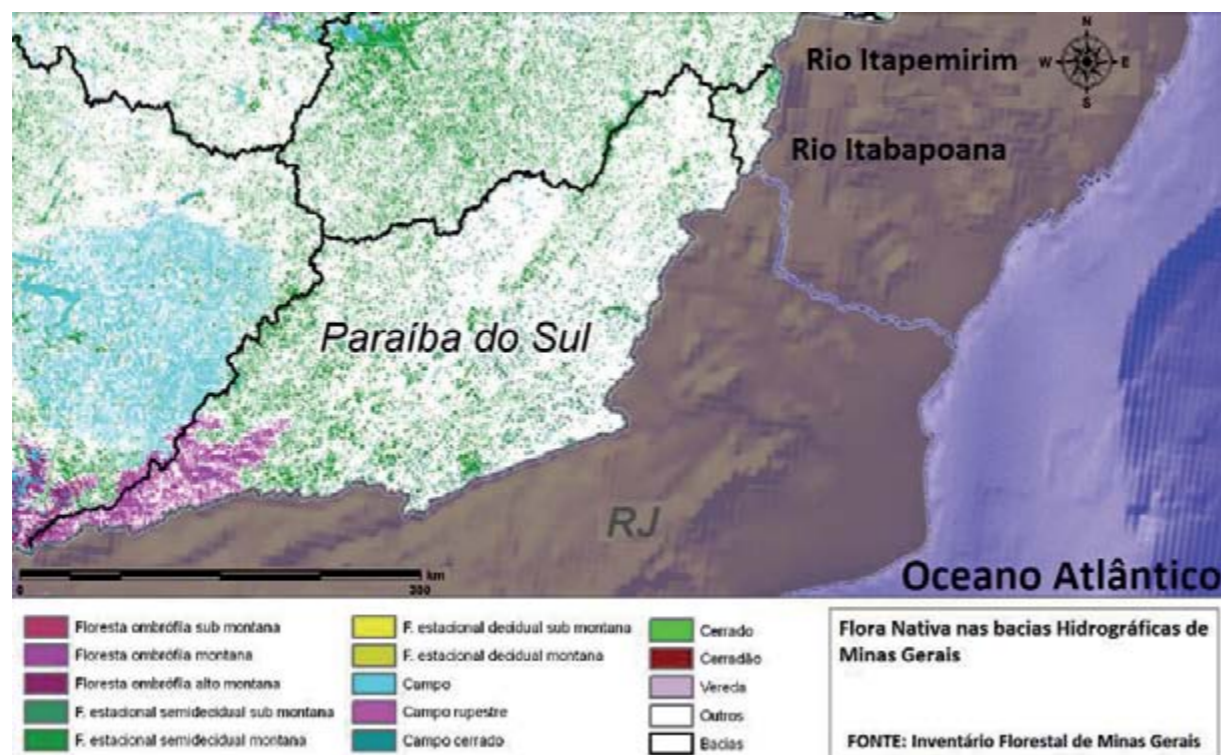 Rio Itapemirim
N
W
E
S
Rio Itabapoana
Paraíba do Sul
RJ
km
0
200
Oceano Atlântico
Floresta ombrófila sub montana
Floresta ombrófila montana
Floresta ombrófila alto montana
F. estacional semidecidual sub montana
F. estacional semidecidual montana
F. estacional decidual sub montana
F. estacional decidual montana
Campo
Campo rupestre
Campo cerrado
Cerrado
Cerradão
Vereda
Outros
Bacias
Flora Nativa nas bacias Hidrográficas de
Minas Gerais
FONTE: Inventário Florestal de Minas Gerais